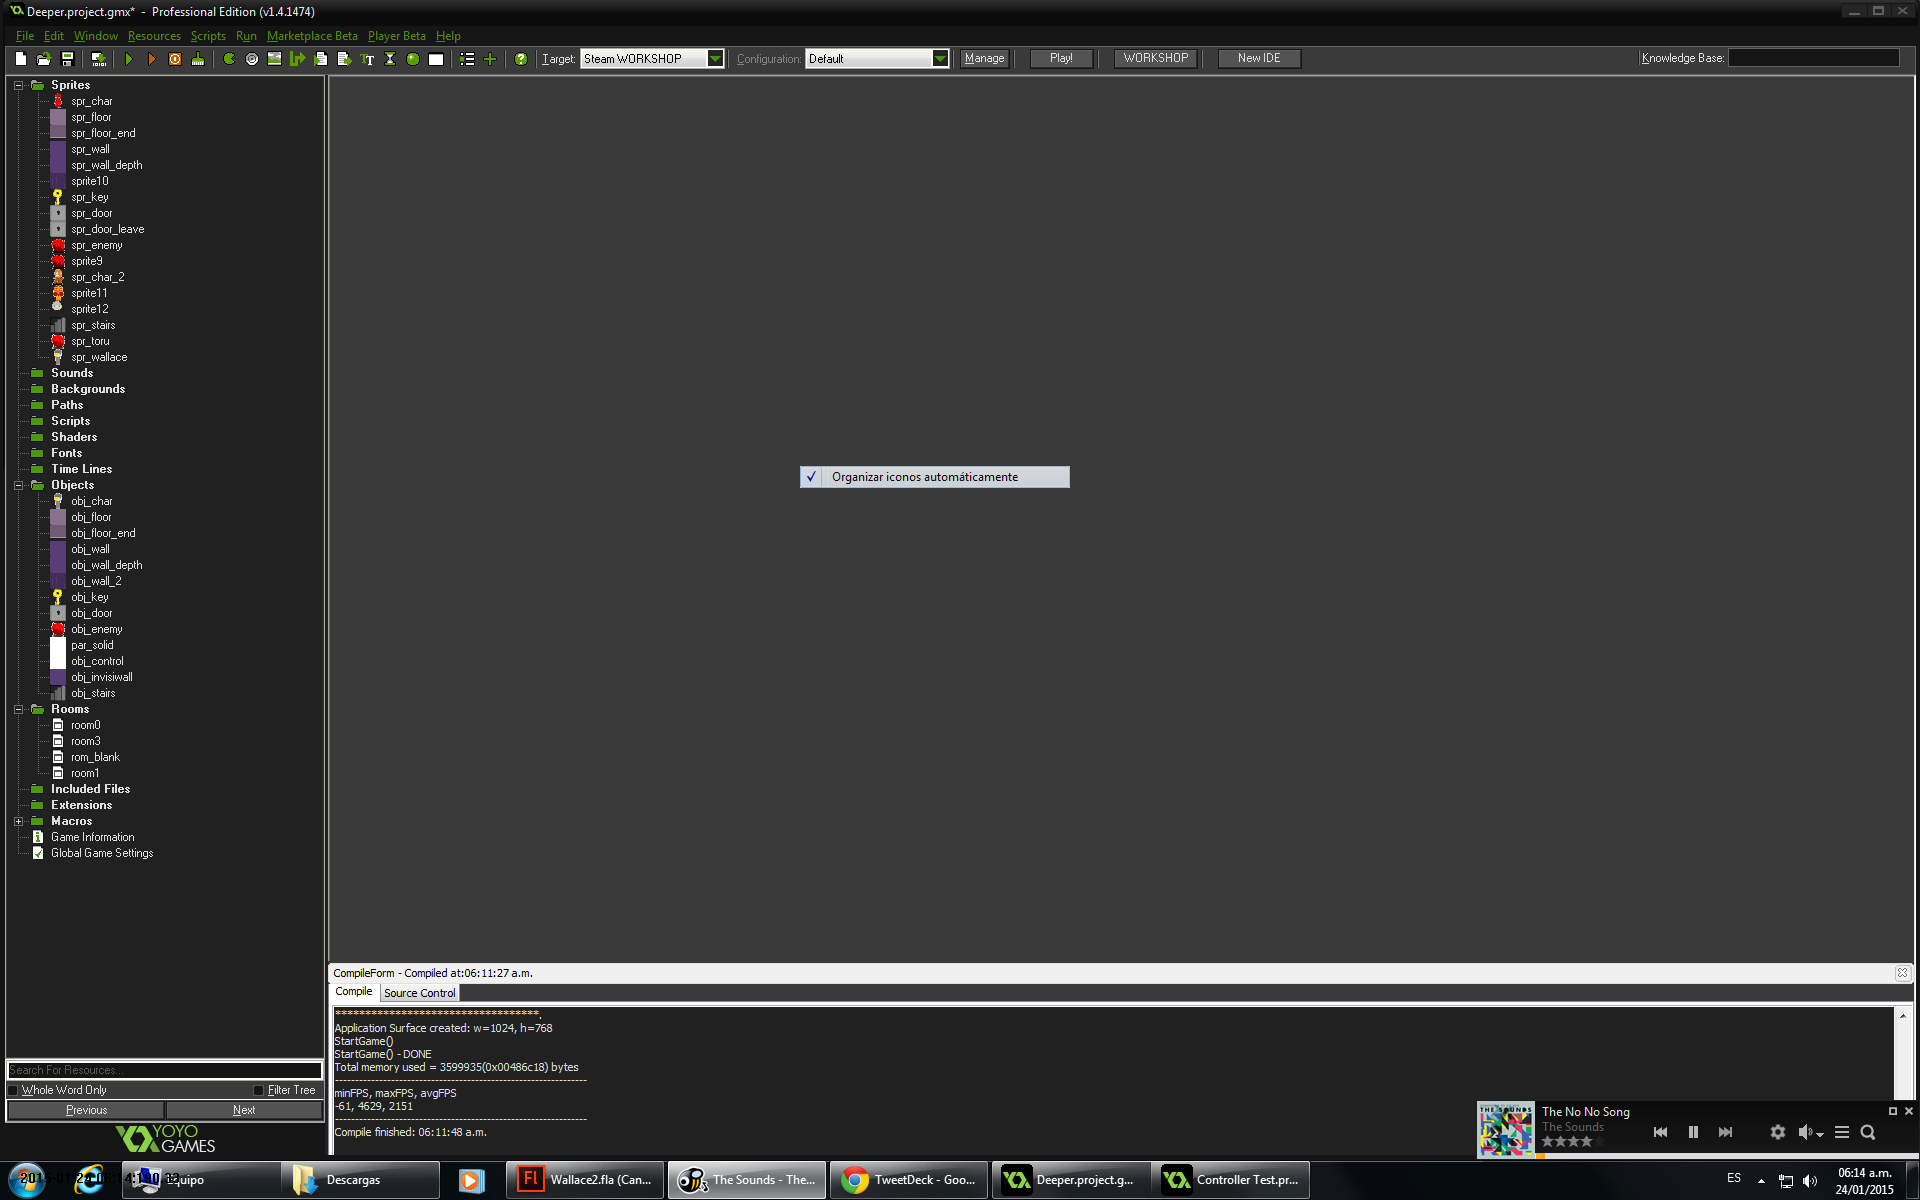 Deeper.project.gmx* - Professional Edition (v1.4.1474)
File Edit Window Resources Scripts Run Marketplace Beta Player Beta Help
Target: Steam WORKSHOP Configuration: Default Manage Play! WORKSHOP New IDE Knowledge Base:
Sprites
spr_char
spr_floor
spr_floor_end
spr_wall
spr_wall_depth
sprite10
spr_key
spr_door
spr_door_leave
spr_enemy
sprite9
spr_char_2
sprite11
sprite12
spr_stairs
spr_toru
spr_wallace
Sounds
Backgrounds
Paths
Scripts
Shaders
Fonts
Time Lines
Objects
obj_char
obj_floor
obj_floor_end
obj_wall
obj_wall_depth
obj_wall_2
obj_key
obj_door
obj_enemy
par_solid
obj_control
obj_invisiwall
obj_stairs
Rooms
room0
room3
rom_blank
room1
Included Files
Extensions
Macros
Game Information
Global Game Settings
Search For Resources...
Whole Word Only Filter Tree
Previous Next
YOYO
GAMES
Organizar iconos automáticamente
CompileForm - Compiled at:06:11:27 a.m.
Compile Source Control
***********************************.
Application Surface created: w=1024, h=768
StartGame()
StartGame() - DONE
Total memory used = 3599935(0x00486c18) bytes
minFPS, maxFPS, avgFPS
-61, 4629, 2151
Compile finished: 06:11:48 a.m.
THE SOUNDS
The No No Song
The Sounds
Equipo
Descargas
Wallace2.fla (Can...
The Sounds - The...
TweetDeck - Goo...
Deeper.project.g...
Controller Test.pr...
ES
06:14 a.m.
24/01/2015